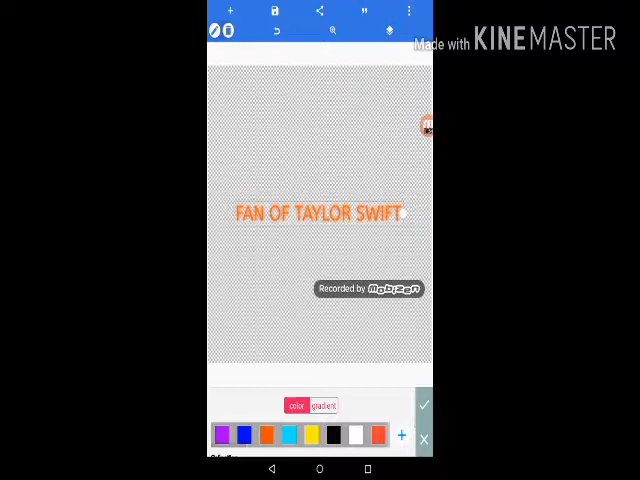 Made with KINEMASTER
FAN OF TAYLOR SWIFT
Recorded by mobizen
color gradient